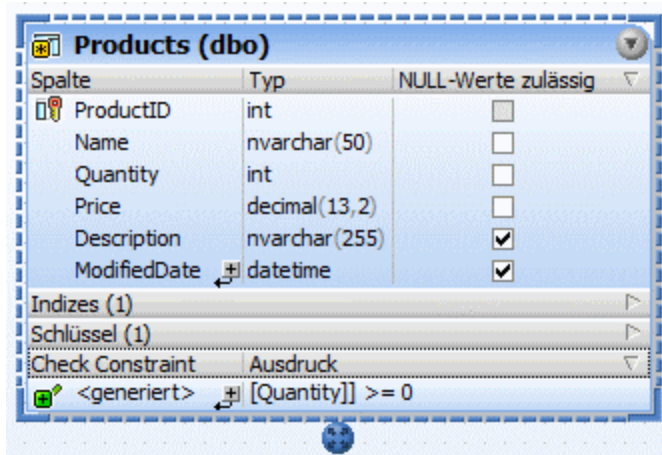 Products (dbo)
Spalte Typ NULL-Werte zulässig
ProductID int
Name nvarchar(50)
Quantity int
Price decimal(13,2)
Description nvarchar(255)
ModifiedDate datetime
Indizes (1)
Schlüssel (1)
Check Constraint Ausdruck
<generiert> [Quantity]] >= 0